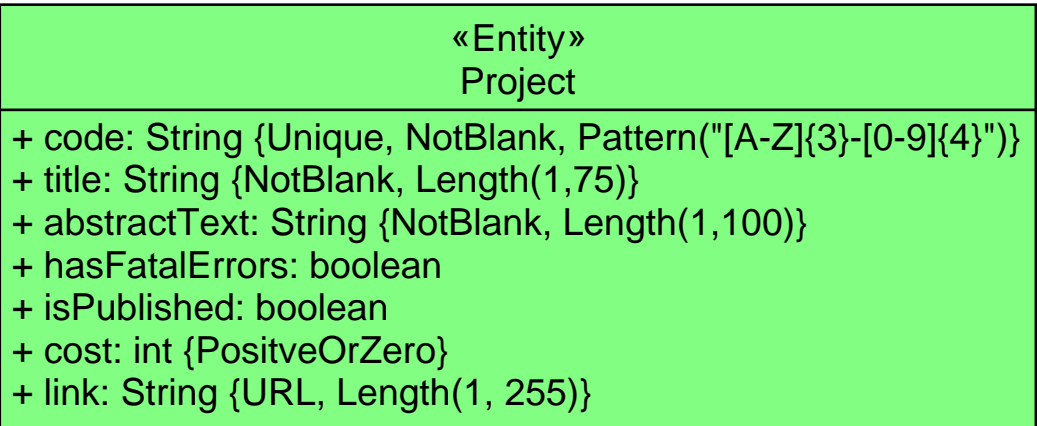 «Entity»
Project
+ code: String {Unique, NotBlank, Pattern("[A-Z]{3}-[0-9]{4}")}
+ title: String {NotBlank, Length(1,75)}
+ abstractText: String {NotBlank, Length(1,100)}
+ hasFatalErrors: boolean
+ isPublished: boolean
+ cost: int {PositveOrZero}
+ link: String {URL, Length(1, 255)}